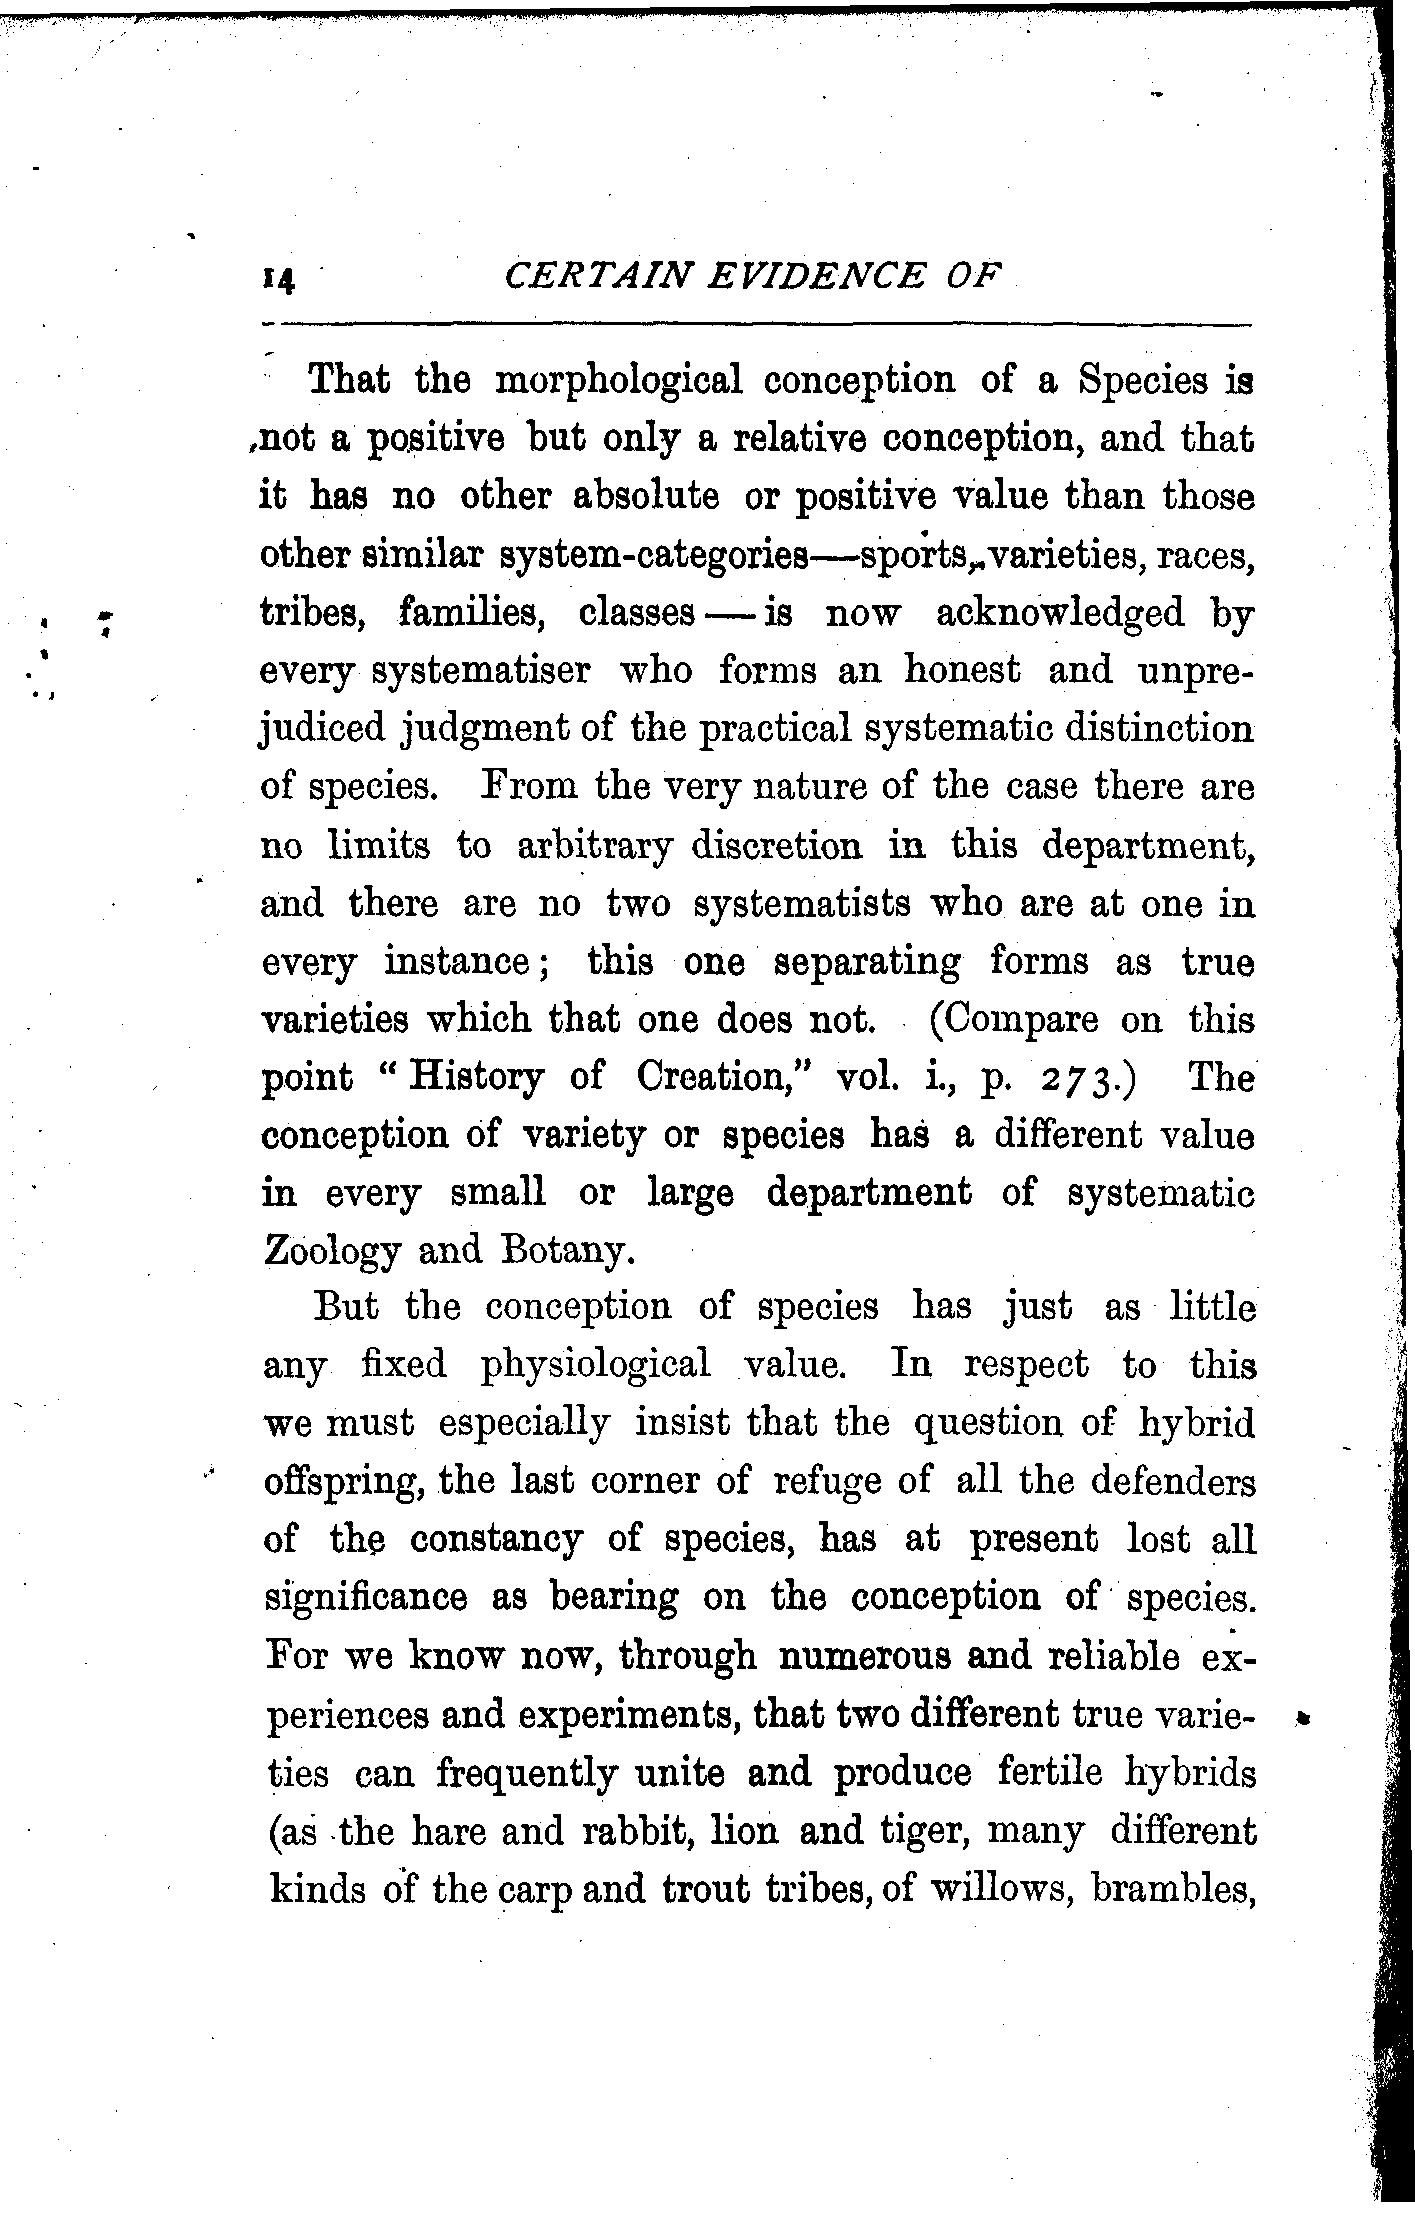 14 CERTAIN EVIDENCE OF
That the morphological conception of a Species is
not a positive but only a relative conception, and that
it has no other absolute or positive value than those
other similar system-categories—sports, varieties, races,
tribes, families, classes — is now acknowledged by
every systematiser who forms an honest and unpre-
judiced judgment of the practical systematic distinction
of species. From the very nature of the case there are
no limits to arbitrary discretion in this department,
and there are no two systematists who are at one in
every instance; this one separating forms as true
varieties which that one does not. (Compare on this
point "History of Creation," vol. i., p. 273.) The
conception of variety or species has a different value
in every small or large department of systematic
Zoology and Botany.
But the conception of species has just as little
any fixed physiological value. In respect to this
we must especially insist that the question of hybrid
offspring, the last corner of refuge of all the defenders
of the constancy of species, has at present lost all
significance as bearing on the conception of species.
For we know now, through numerous and reliable ex-
periences and experiments, that two different true varie-
ties can frequently unite and produce fertile hybrids
(as the hare and rabbit, lion and tiger, many different
kinds of the carp and trout tribes, of willows, brambles,